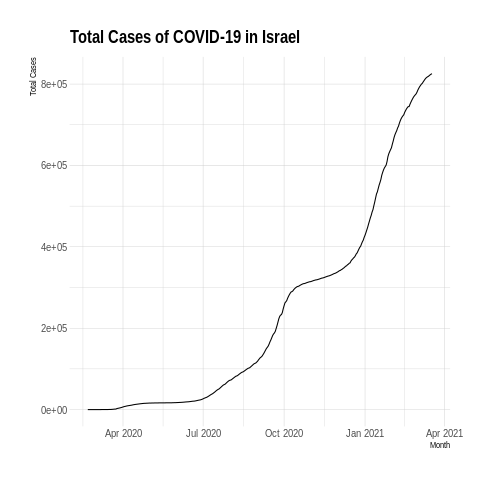 Total Cases of COVID-19 in Israel
Total Cases
8e+05
6e+05
4e+05
2e+05
0e+00
Apr 2020 Jul 2020 Oct 2020 Jan 2021 Apr 2021
Month